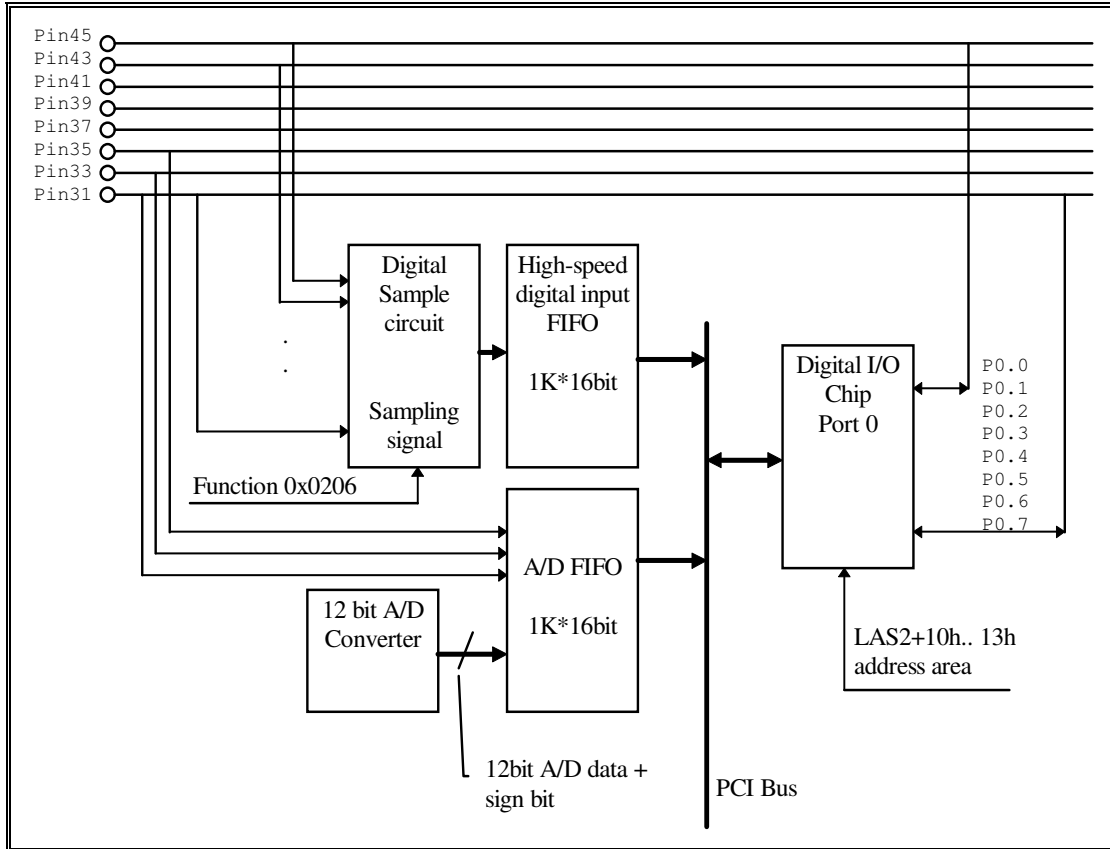 Pin45
Pin43
Pin41
Pin39
Pin37
Pin35
Pin33
Pin31
Digital
Sample
circuit
.
.
Sampling
signal
High-speed
digital input
FIFO
1K*16bit
Digital I/O
Chip
Port 0
P0.0
P0.1
P0.2
P0.3
P0.4
P0.5
P0.6
P0.7
Function 0x0206
A/D FIFO
1K*16bit
12 bit A/D
Converter
LAS2+10h.. 13h
address area
12bit A/D data +
sign bit
PCI Bus